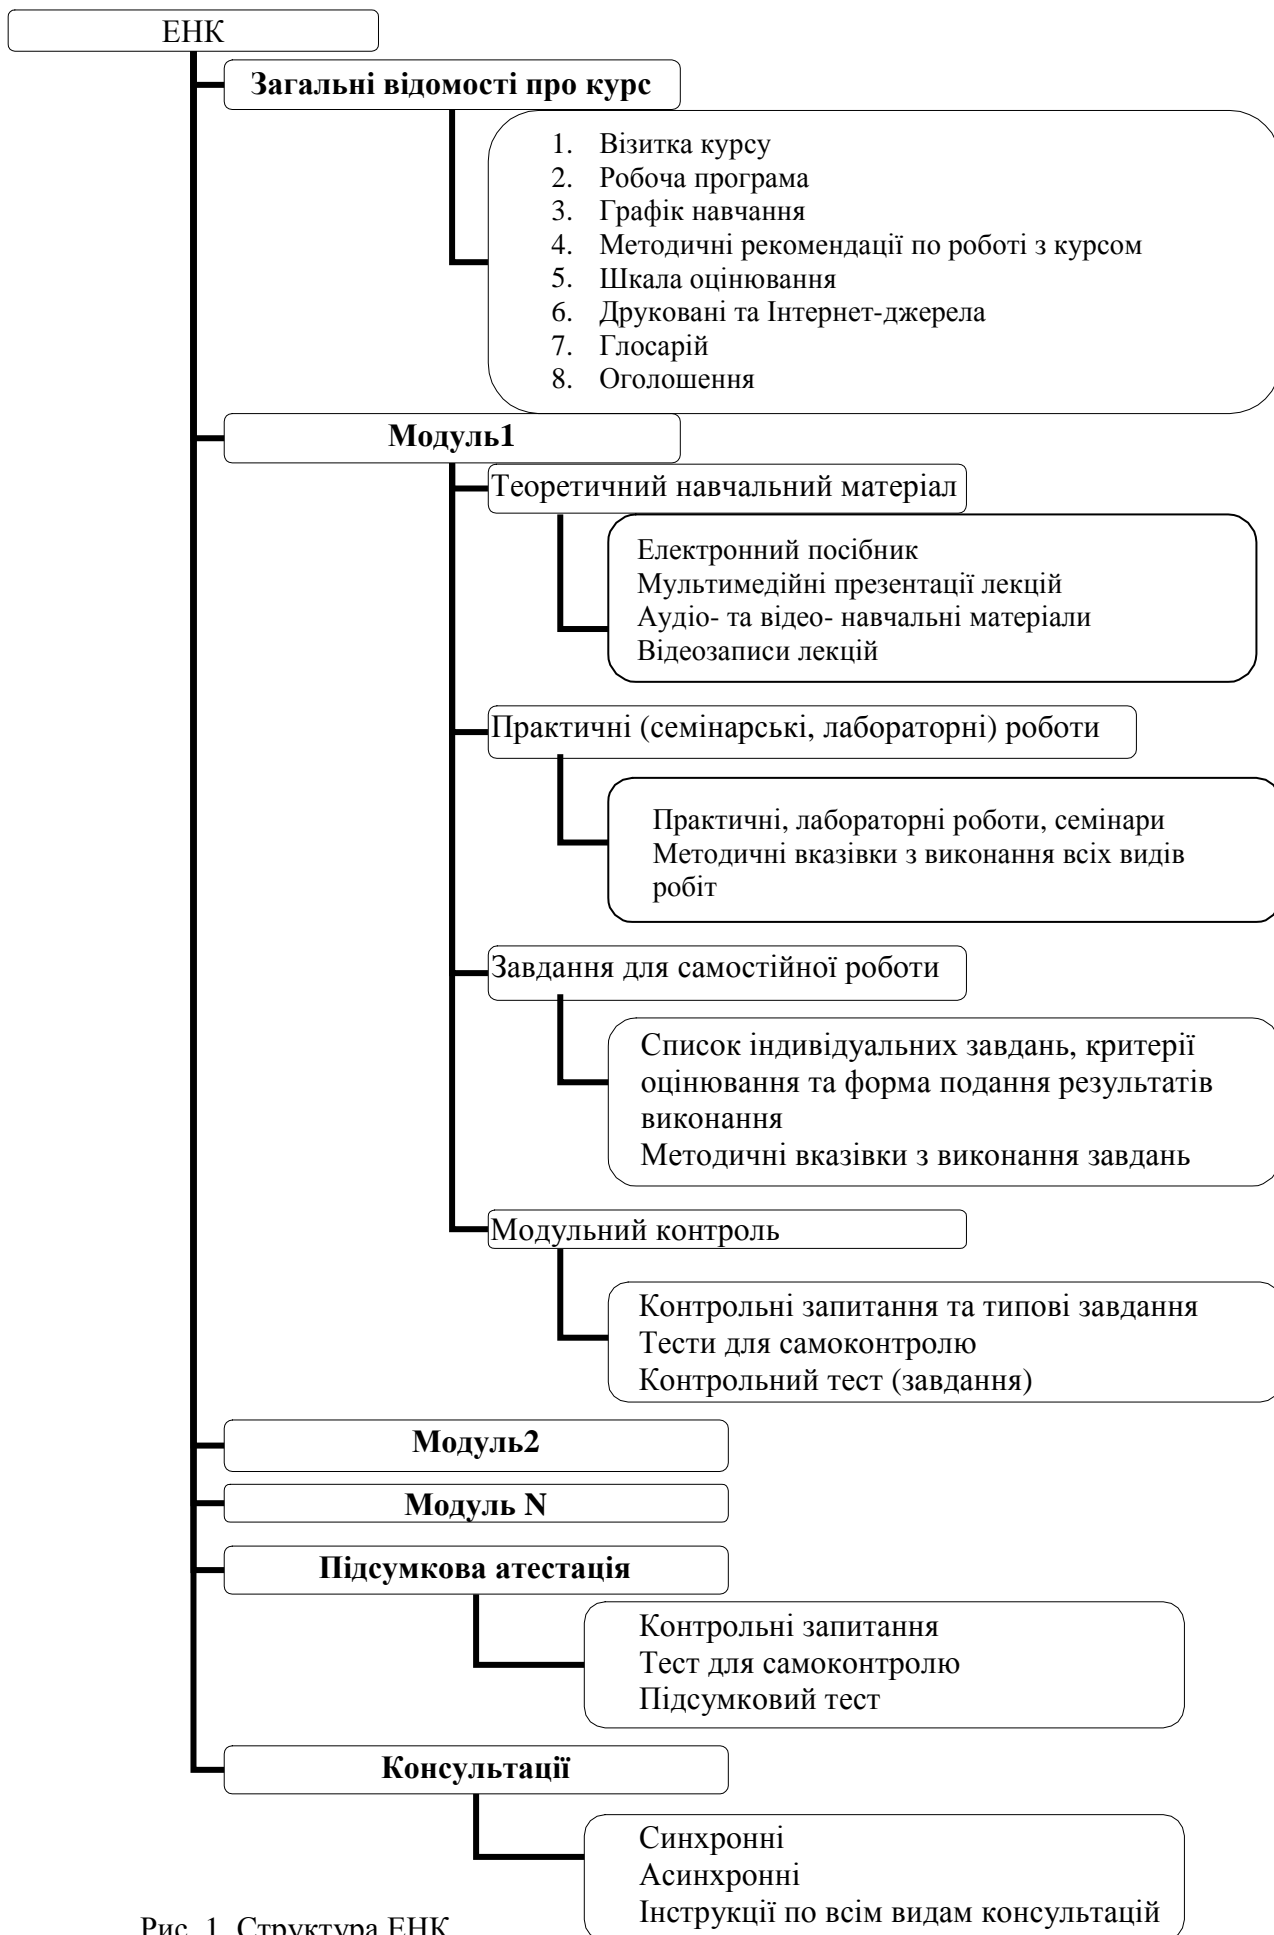 ЕНК
Загальні відомості про курс
1. Візитка курсу
2. Робоча програма
3. Графік навчання
4. Методичні рекомендації по роботі з курсом
5. Шкала оцінювання
6. Друковані та Інтернет-джерела
7. Глосарій
8. Оголошення
Модуль1
Теоретичний навчальний матеріал
Електронний посібник
Мультимедійні презентації лекцій
Аудіо- та відео- навчальні матеріали
Відеозаписи лекцій
Практичні (семінарські, лабораторні) роботи
Практичні, лабораторні роботи, семінари
Методичні вказівки з виконання всіх видів
робіт
Завдання для самостійної роботи
Список індивідуальних завдань, критерії
оцінювання та форма подання результатів
виконання
Методичні вказівки з виконання завдань
Модульний контроль
Контрольні запитання та типові завдання
Тести для самоконтролю
Контрольний тест (завдання)
Модуль2
Модуль N
Підсумкова атестація
Контрольні запитання
Тест для самоконтролю
Підсумковий тест
Консультації
Синхронні
Асинхронні
Інструкції по всім видам консультацій
Рис. 1. Структура ЕНК